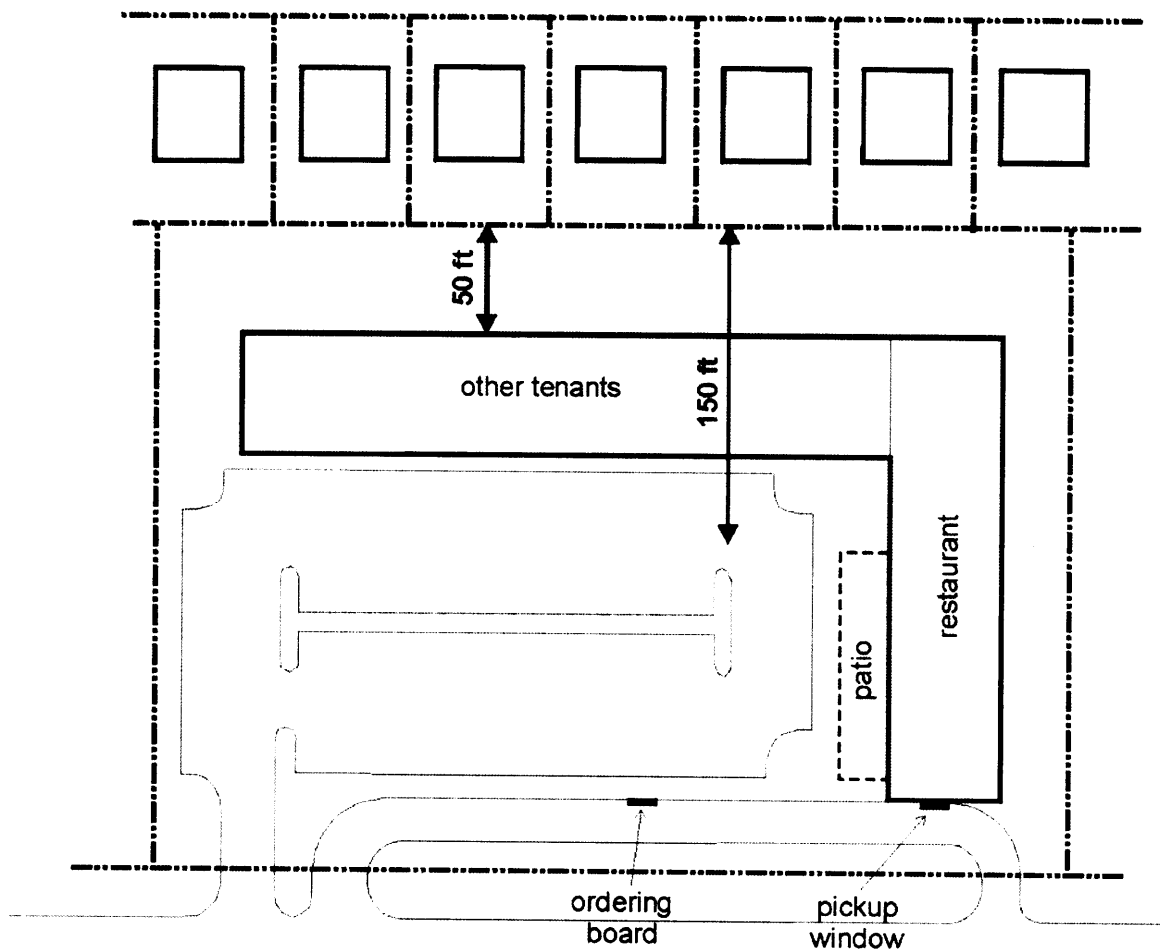 50 ft
other tenants
150 ft
restaurant
patio
ordering
board
pickup
window